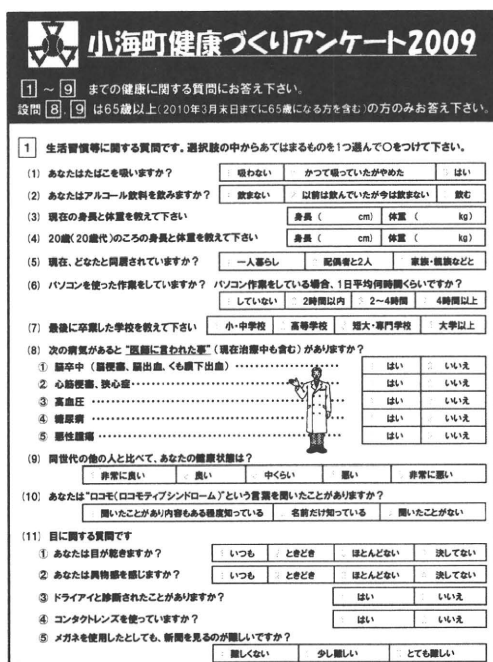 小海町健康づくりアンケート2009
1 ～ 9 までの健康に関する質問にお答え下さい。
設問 8 . 9 は65歳以上(2010年3月末日までに65歳になる方を含む)の方のみお答え下さい。
1 生活習慣等に関する質問です。選択肢の中からあてはまるものを1つ選んで○をつけて下さい。
(1) あなたはたばこを吸いますか? 吸わない かつて吸っていたがやめた はい
(2) あなたはアルコール飲料を飲みますか? 飲まない 以前は飲んでいたが今は飲まない 飲む
(3) 現在の身長と体重を教えて下さい 身長 ( cm) 体重 ( kg)
(4) 20歳(20歳代)のころの身長と体重を教えて下さい 身長 ( cm) 体重 ( kg)
(5) 現在、どなたと同居されていますか? 一人暮らし 配偶者と2人 家族・親族などと
(6) パソコンを使った作業をしていますか? パソコン作業をしている場合、1日平均何時間くらいですか?
していない 2時間以内 2～4時間 4時間以上
(7) 最後に卒業した学校を教えて下さい 小・中学校 高等学校 短大・専門学校 大学以上
(8) 次の病気があると"医師に言われた事"(現在治療中も含む)がありますか?
① 脳卒中 (脳梗塞、脳出血、くも膜下出血) はい いいえ
② 心筋梗塞、狭心症 はい いいえ
③ 高血圧 はい いいえ
④ 糖尿病 はい いいえ
⑤ 悪性腫瘍 はい いいえ
(9) 同世代の他の人と比べて、あなたの健康状態は?
非常に良い 良い 中くらい 悪い 非常に悪い
(10) あなたは"ロコモ(ロコモティブシンドローム)"という言葉を聞いたことがありますか?
聞いたことがあり内容もある程度知っている 名前だけ知っている 聞いたことがない
(11) 目に関する質問です
① あなたは目が乾きますか? いつも ときどき ほとんどない 決してない
② あなたは異物感を感じますか? いつも ときどき ほとんどない 決してない
③ ドライアイと診断されたことがありますか? はい いいえ
④ コンタクトレンズを使っていますか? はい いいえ
⑤ メガネを使用したとしても、新聞を見るのが難しいですか?
難しくない 少し難しい とても難しい